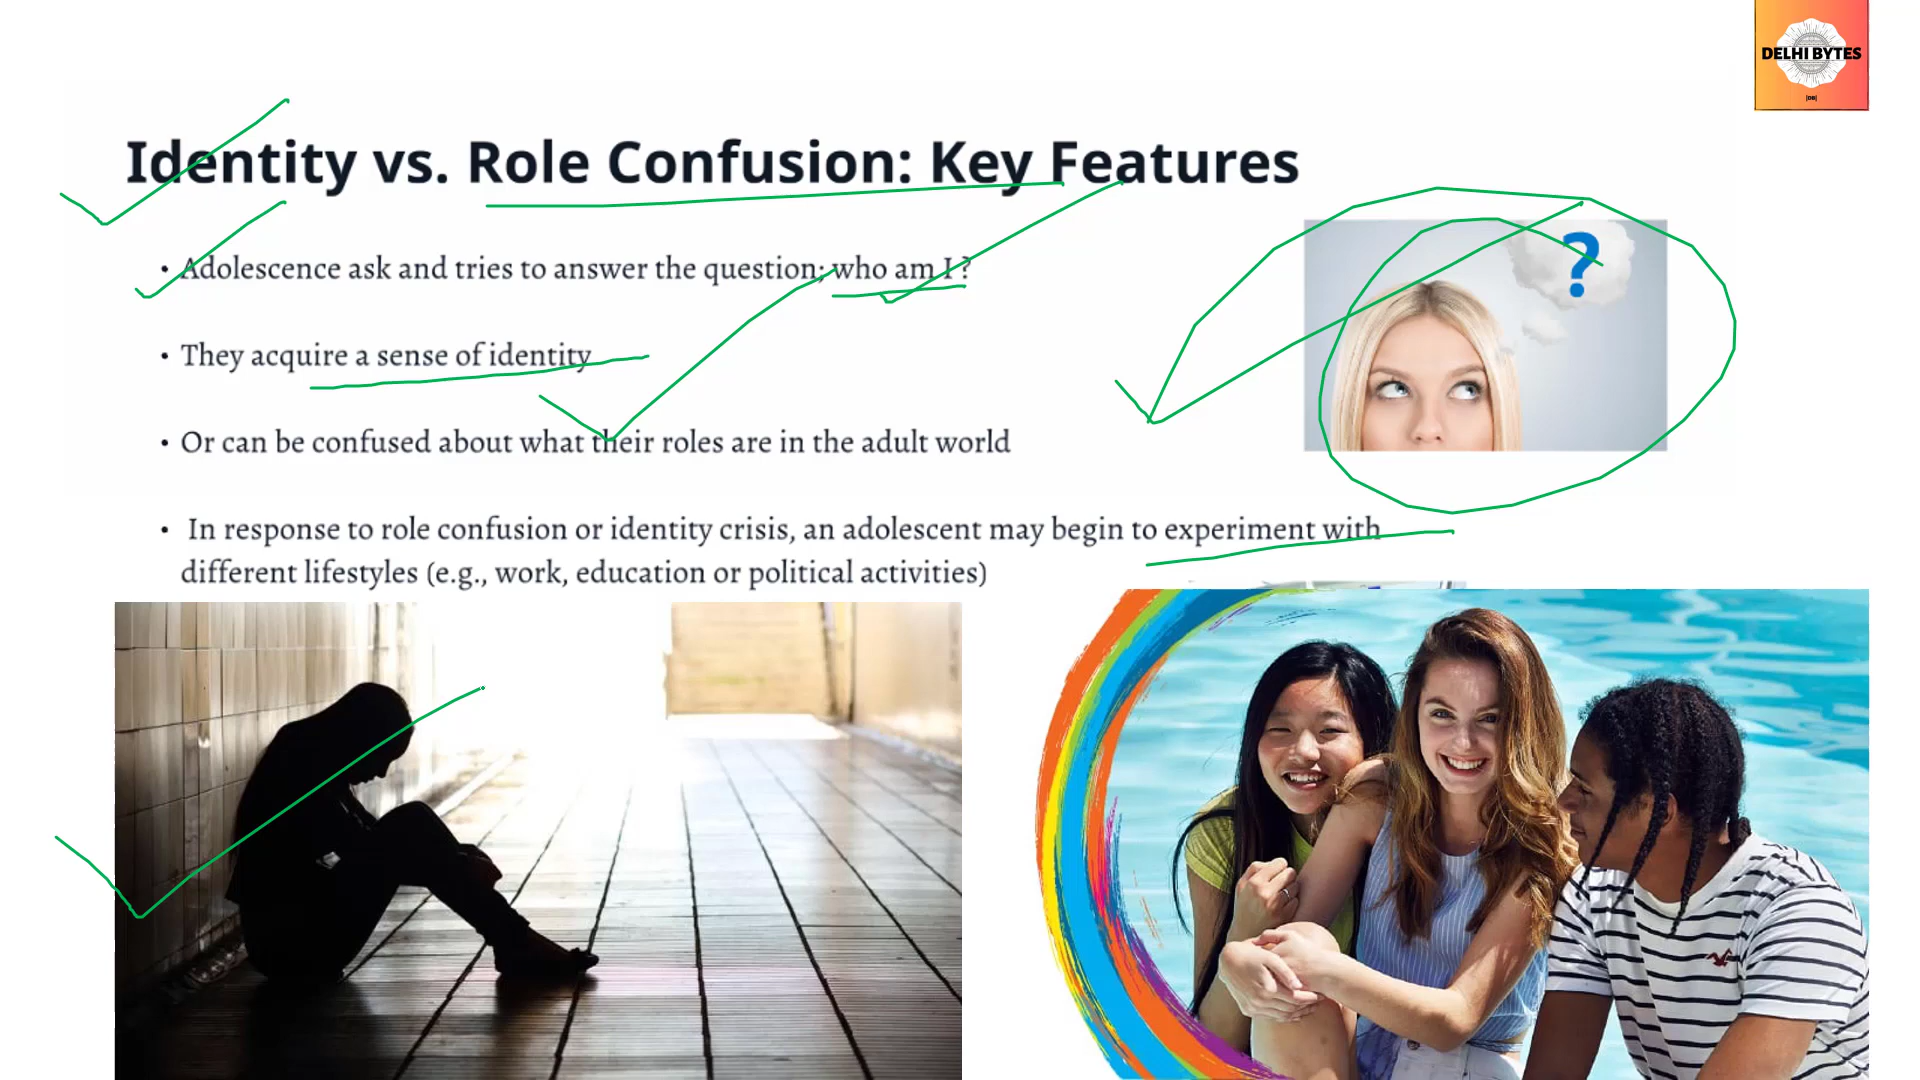 DELHI BYTES
|DB|
Identity vs. Role Confusion: Key Features
• Adolescence ask and tries to answer the question; who am I ?
• They acquire a sense of identity
• Or can be confused about what their roles are in the adult world
• In response to role confusion or identity crisis, an adolescent may begin to experiment with
different lifestyles (e.g., work, education or political activities)
?